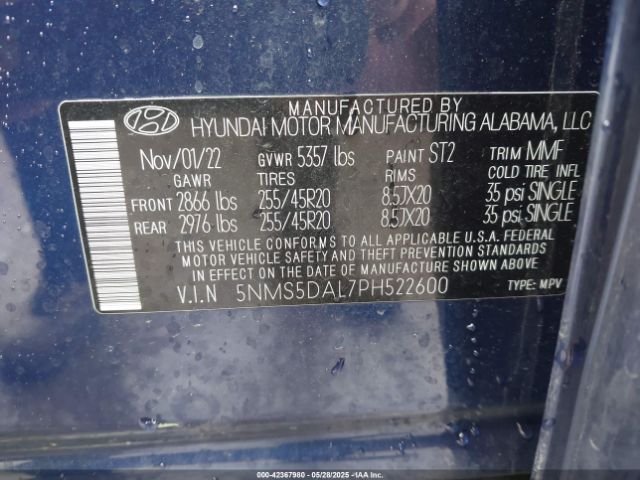 MANUFACTURED BY
HYUNDAI MOTOR MANUFACTURING ALABAMA, LLC
Nov/01/22 GVWR 5357 lbs PAINT ST2 TRIM MMF
GAWR TIRES RIMS COLD TIRE INFL
FRONT 2866 lbs 255/45R20 8.5JX20 35 psi SINGLE
REAR 2976 lbs 255/45R20 8.5JX20 35 psi SINGLE
THIS VEHICLE CONFORMS TO ALL APPLICABLE U.S.A. FEDERAL
MOTOR VEHICLE SAFETY AND THEFT PREVENTION STANDARDS
IN EFFECT ON THE DATE OF MANUFACTURE SHOWN ABOVE.
V.I.N 5NMS5DAL7PH522600 TYPE: MPV
000-42367980 — 05/28/2025 —IAA, Inc.